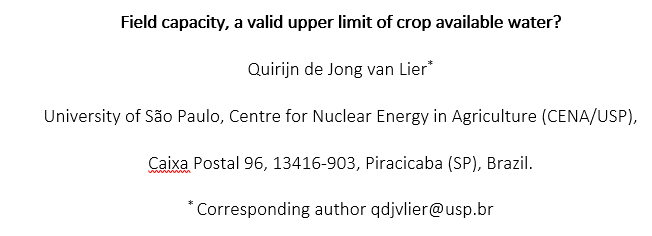 Field capacity, a valid upper limit of crop available water?
Quirijn de Jong van Lier*
University of São Paulo, Centre for Nuclear Energy in Agriculture (CENA/USP),
Caixa Postal 96, 13416-903, Piracicaba (SP), Brazil.
* Corresponding author qdjvlier@usp.br